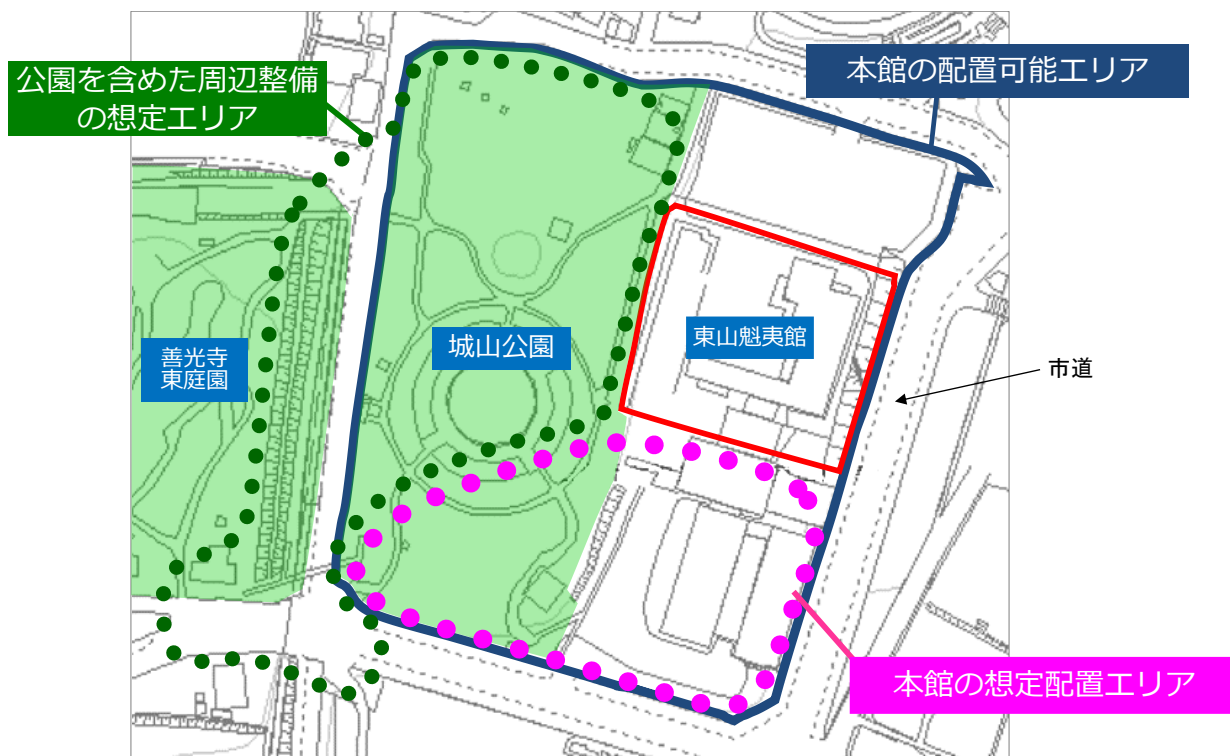 公園を含めた周辺整備
の想定エリア
本館の配置可能エリア
善光寺
東庭園
城山公園
東山魁夷館
市道
本館の想定配置エリア